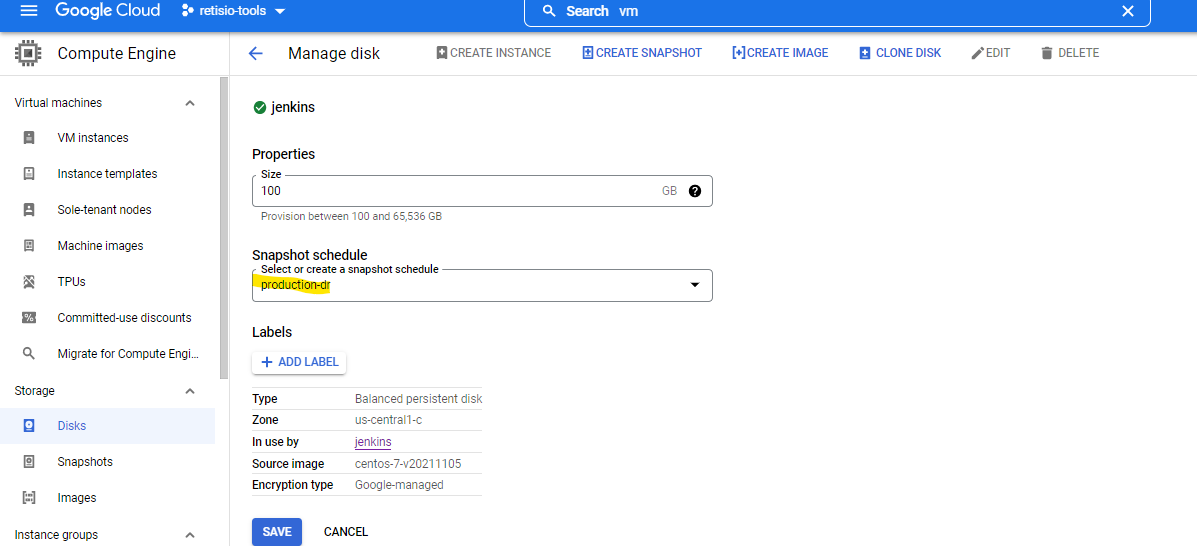 Google Cloud retisio-tools Search vm
Compute Engine
Manage disk CREATE INSTANCE CREATE SNAPSHOT CREATE IMAGE CLONE DISK EDIT DELETE
Virtual machines
VM instances
Instance templates
Sole-tenant nodes
Machine images
TPUs
Committed-use discounts
Migrate for Compute Engi...
Storage
Disks
Snapshots
Images
Instance groups
jenkins
Properties
Size
100 GB
Provision between 100 and 65,536 GB
Snapshot schedule
Select or create a snapshot schedule
production-dr
Labels
ADD LABEL
Type Balanced persistent disk
Zone us-central1-c
In use by jenkins
Source image centos-7-v20211105
Encryption type Google-managed
SAVE CANCEL